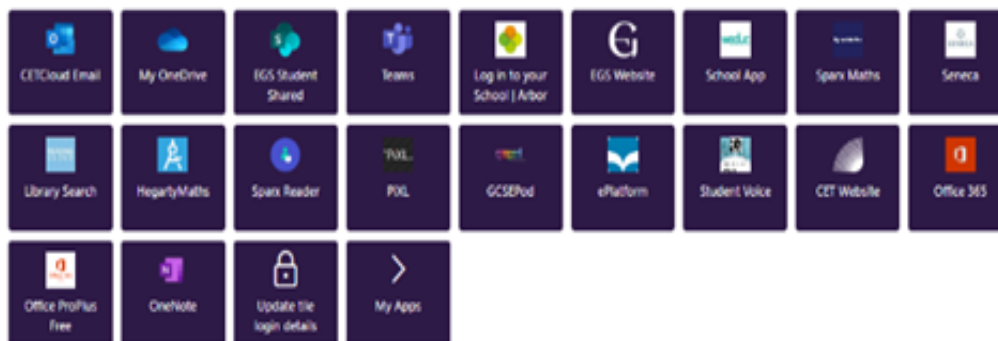 CETCloud Email
My OneDrive
EGS Student
Shared
Teams
Log in to your
School | Arbor
EGS Website
School App
Sparx Maths
Seneca
Library Search
HegartyMaths
Sparx Reader
PiXL
PiXL
GCSEPod
ePlatform
Student Voice
CET Website
Office 365
Office ProPlus
Free
OneNote
Update tile
login details
My Apps